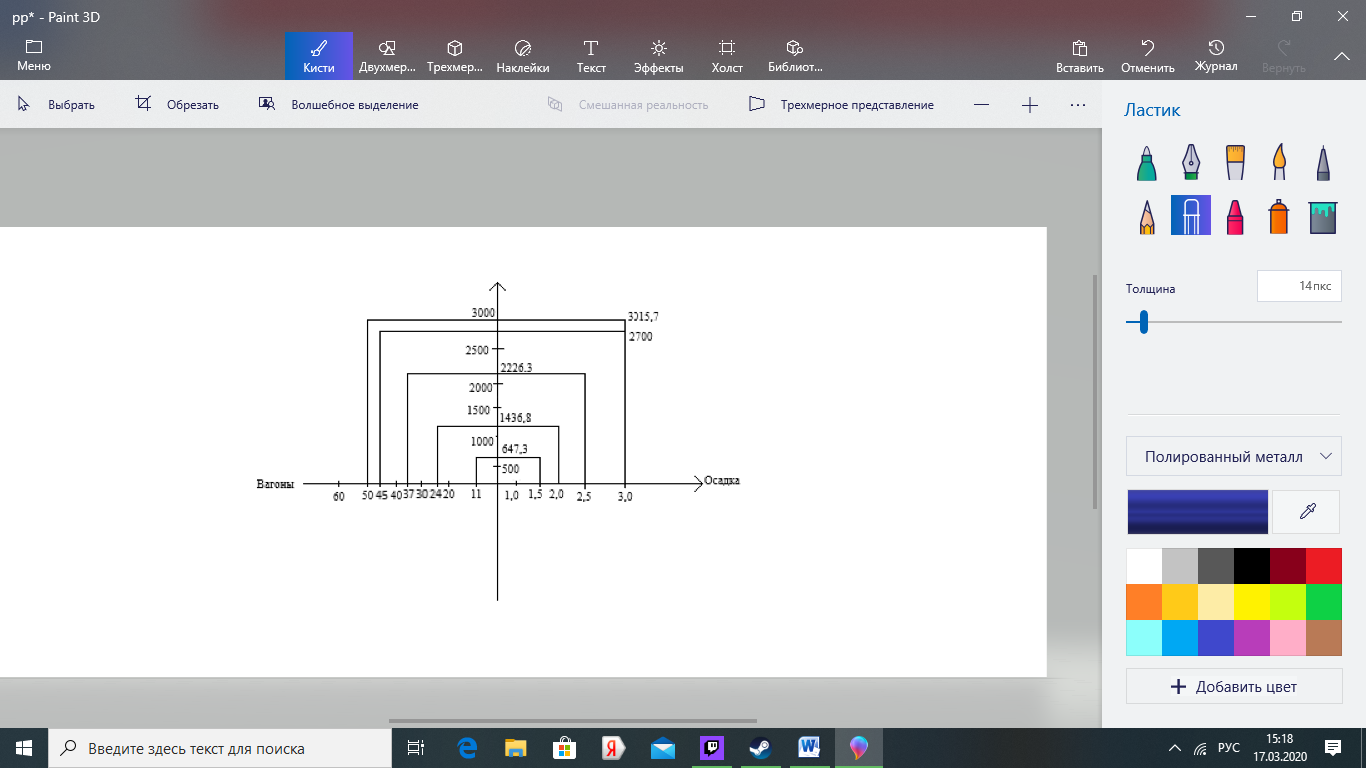 pp* - Paint 3D
Меню
Кисти
Двухмер...
Трехмер...
Наклейки
Текст
Эффекты
Холст
Библиот...
Вставить
Отменить
Журнал
Вернуть
Выбрать
Обрезать
Волшебное выделение
Смешанная реальность
Трехмерное представление
Ластик
Толщина
14пкс
Полированный металл
Добавить цвет
3000
3015,7
2700
2500
2226.3
2000
1500
1436,8
1000
647,3
500
Вагоны
Осадка
60 50 45 40 37 30 24 20 11 1,0 1,5 2,0 2,5 3,0
Введите здесь текст для поиска
РУС
15:18
17.03.2020